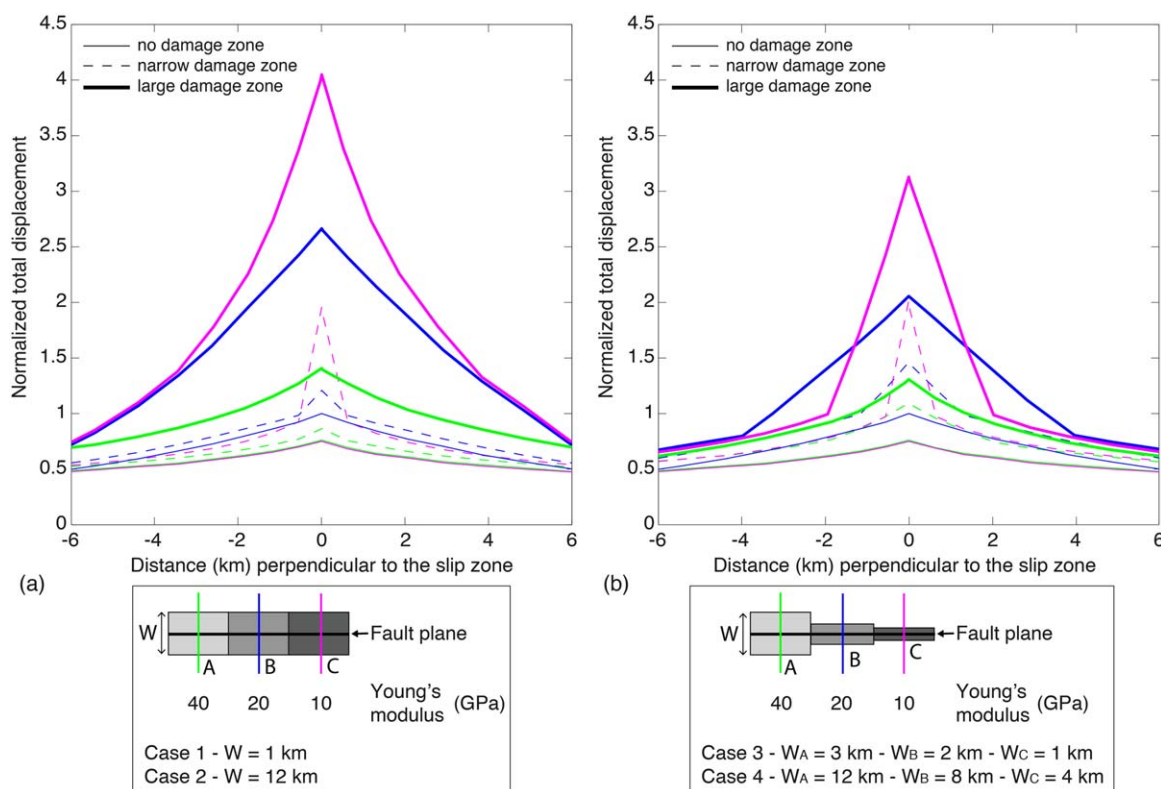 4.5
4
3.5
3
2.5
2
1.5
1
0.5
0
Normalized total displacement
no damage zone
narrow damage zone
large damage zone
-6 -4 -2 0 2 4 6
Distance (km) perpendicular to the slip zone
(a)
W
Fault plane
A B C
40 20 10 Young's modulus (GPa)
Case 1 - W = 1 km
Case 2 - W = 12 km
4.5
4
3.5
3
2.5
2
1.5
1
0.5
0
Normalized total displacement
no damage zone
narrow damage zone
large damage zone
-6 -4 -2 0 2 4 6
Distance (km) perpendicular to the slip zone
(b)
W
Fault plane
A B C
40 20 10 Young's modulus (GPa)
Case 3 - WA = 3 km - WB = 2 km - WC = 1 km
Case 4 - WA = 12 km - WB = 8 km - WC = 4 km